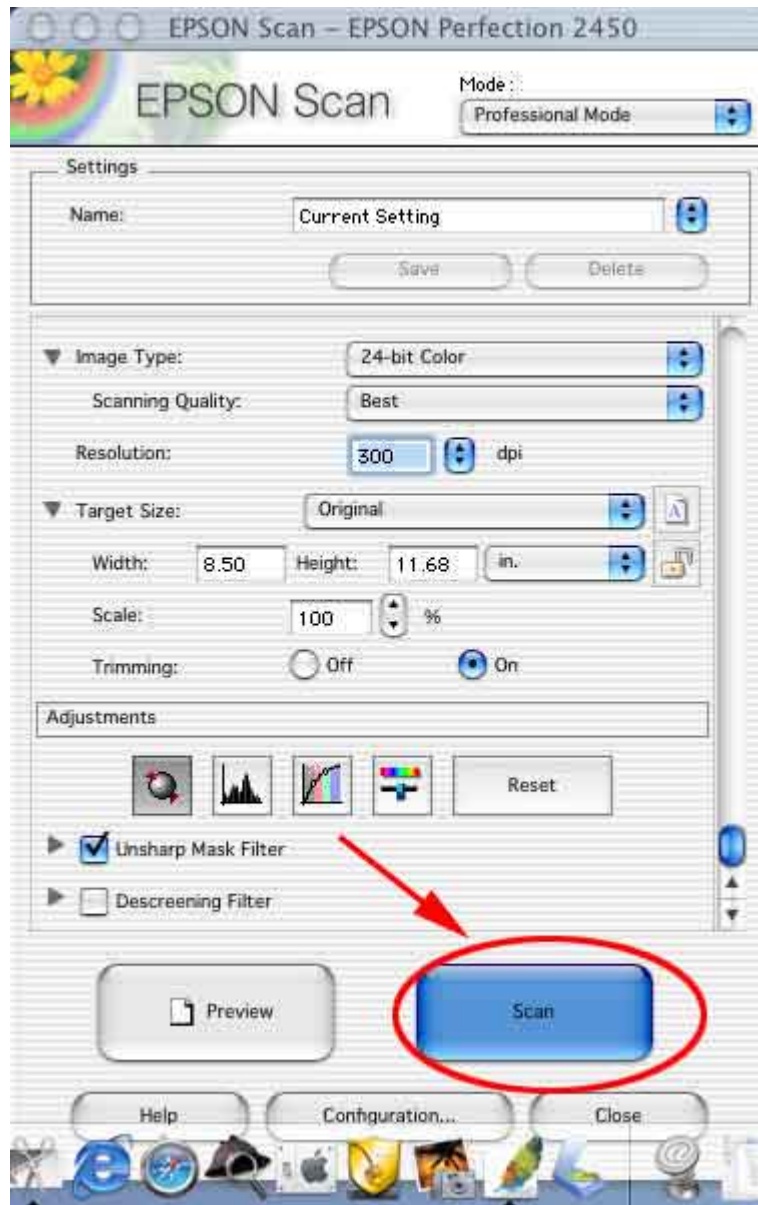 EPSON Scan – EPSON Perfection 2450
EPSON Scan
Mode :
Professional Mode
Settings
Name: Current Setting
Save Delete
Image Type: 24-bit Color
Scanning Quality: Best
Resolution: 300 dpi
Target Size: Original
A
Width: 8.50 Height: 11.68 in.
Scale: 100 %
Trimming: Off On
Adjustments
Reset
Unsharp Mask Filter
Descreening Filter
Preview Scan
Help Configuration... Close
@